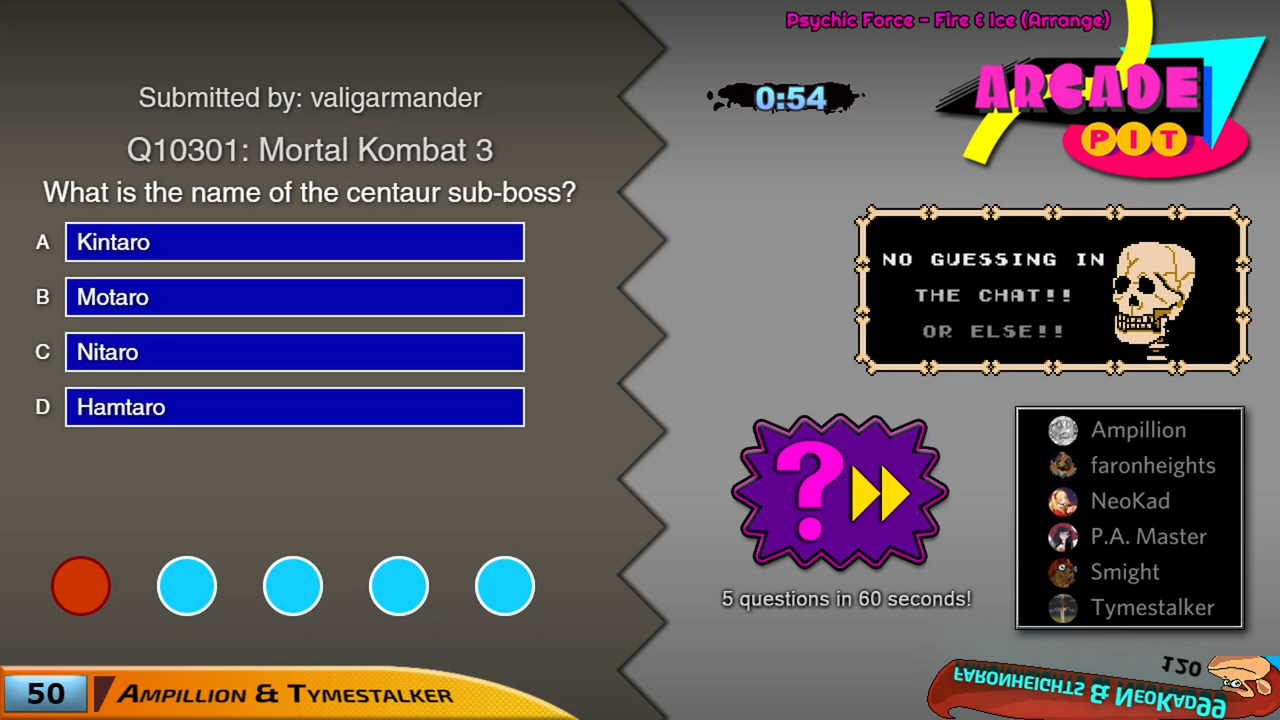 Psychic Force - Fire & Ice (Arrange)
ARCADE
PIT
0:54
Submitted by: valigarmander
Q10301: Mortal Kombat 3
What is the name of the centaur sub-boss?
A Kintaro
B Motaro
C Nitaro
D Hamtaro
NO GUESSING IN
THE CHAT!!
OR ELSE!!
5 questions in 60 seconds!
Ampillion
faronheights
NeoKad
P.A. Master
Smight
Tymestalker
50 AMPILLION & TYMESTALKER
120
FARONHEIGHTS & NEOKAD99